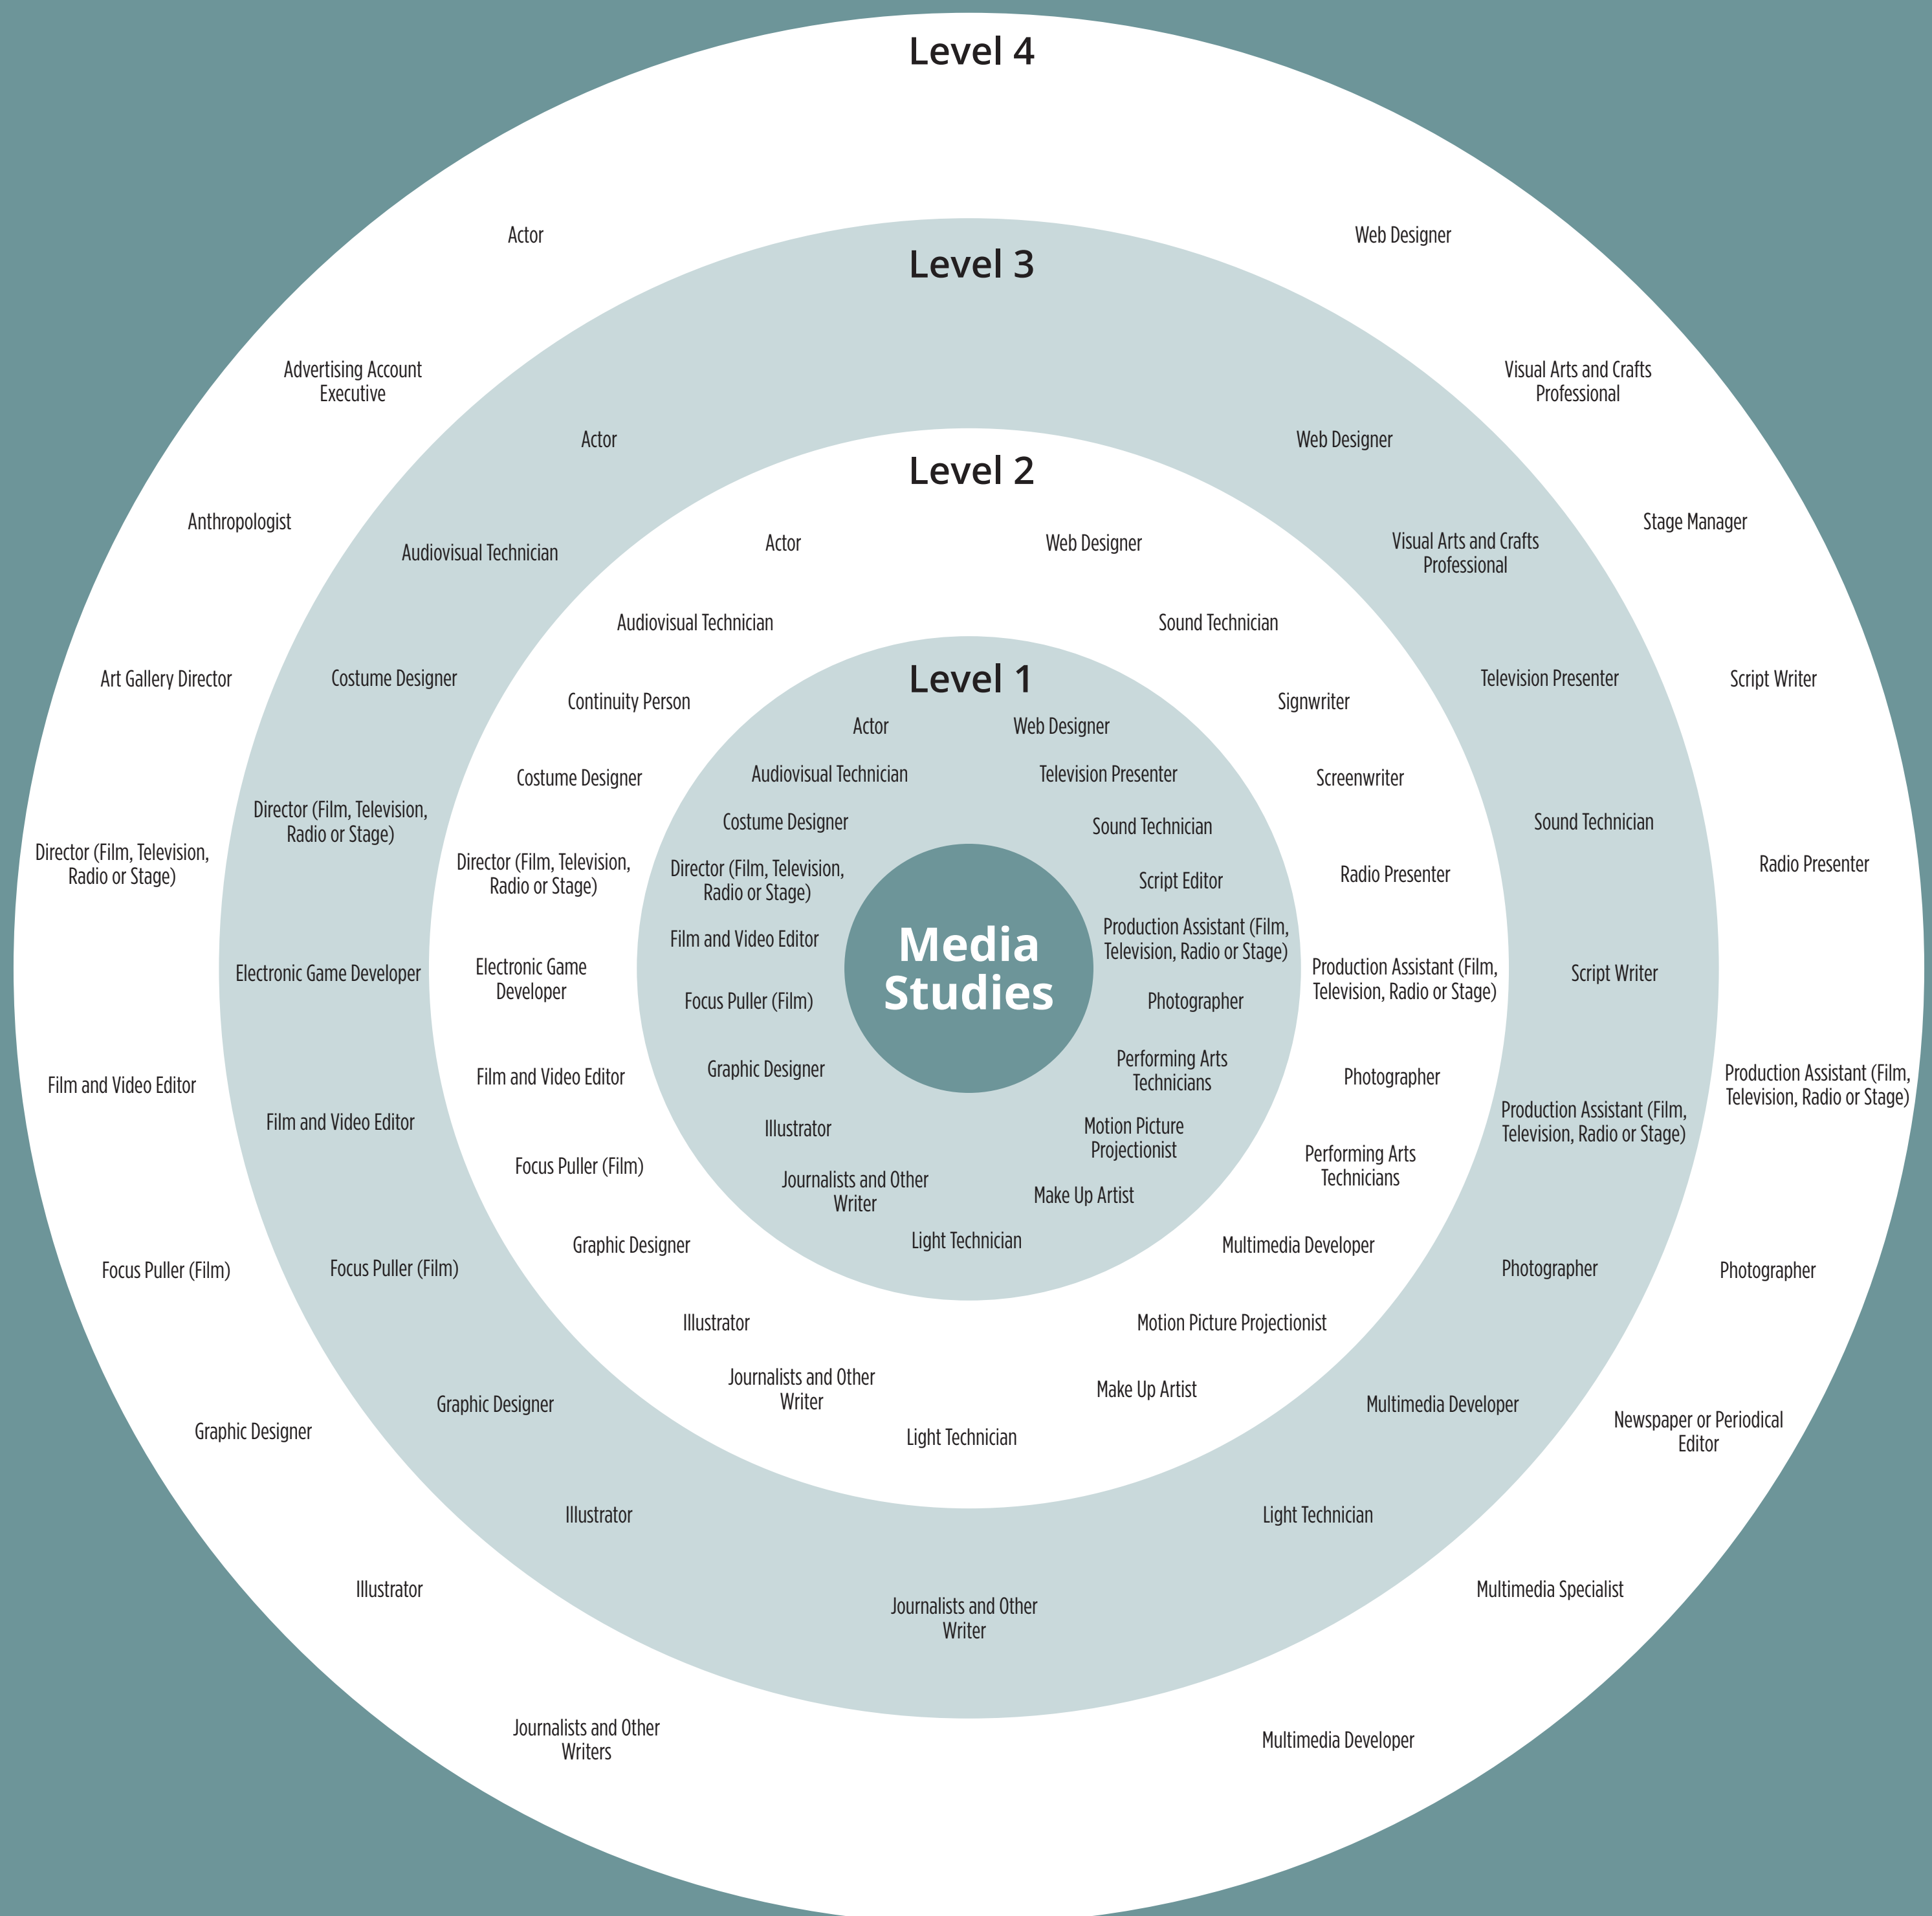 Level 4
Actor
Web Designer
Advertising Account
Executive
Visual Arts and Crafts
Professional
Anthropologist
Stage Manager
Art Gallery Director
Script Writer
Director (Film, Television,
Radio or Stage)
Radio Presenter
Film and Video Editor
Production Assistant (Film,
Television, Radio or Stage)
Focus Puller (Film)
Photographer
Graphic Designer
Newspaper or Periodical
Editor
Illustrator
Multimedia Specialist
Journalists and Other
Writers
Multimedia Developer
Level 3
Actor
Web Designer
Audiovisual Technician
Visual Arts and Crafts
Professional
Costume Designer
Television Presenter
Director (Film, Television,
Radio or Stage)
Sound Technician
Electronic Game Developer
Script Writer
Film and Video Editor
Production Assistant (Film,
Television, Radio or Stage)
Focus Puller (Film)
Photographer
Graphic Designer
Multimedia Developer
Illustrator
Light Technician
Journalists and Other
Writer
Level 2
Actor
Web Designer
Audiovisual Technician
Sound Technician
Continuity Person
Signwriter
Costume Designer
Screenwriter
Director (Film, Television,
Radio or Stage)
Radio Presenter
Electronic Game
Developer
Production Assistant (Film,
Television, Radio or Stage)
Film and Video Editor
Photographer
Focus Puller (Film)
Performing Arts
Technicians
Graphic Designer
Multimedia Developer
Illustrator
Motion Picture Projectionist
Journalists and Other
Writer
Make Up Artist
Light Technician
Level 1
Actor
Web Designer
Audiovisual Technician
Television Presenter
Costume Designer
Sound Technician
Director (Film, Television,
Radio or Stage)
Script Editor
Film and Video Editor
Production Assistant (Film,
Television, Radio or Stage)
Focus Puller (Film)
Photographer
Graphic Designer
Performing Arts
Technicians
Illustrator
Motion Picture
Projectionist
Journalists and Other
Writer
Make Up Artist
Light Technician
Media
Studies